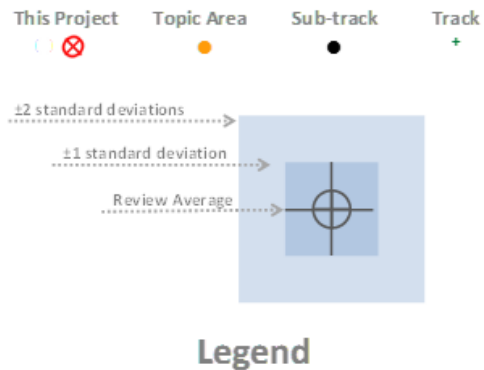 This Project Topic Area Sub-track Track
±2 standard deviations
±1 standard deviation
Review Average
Legend